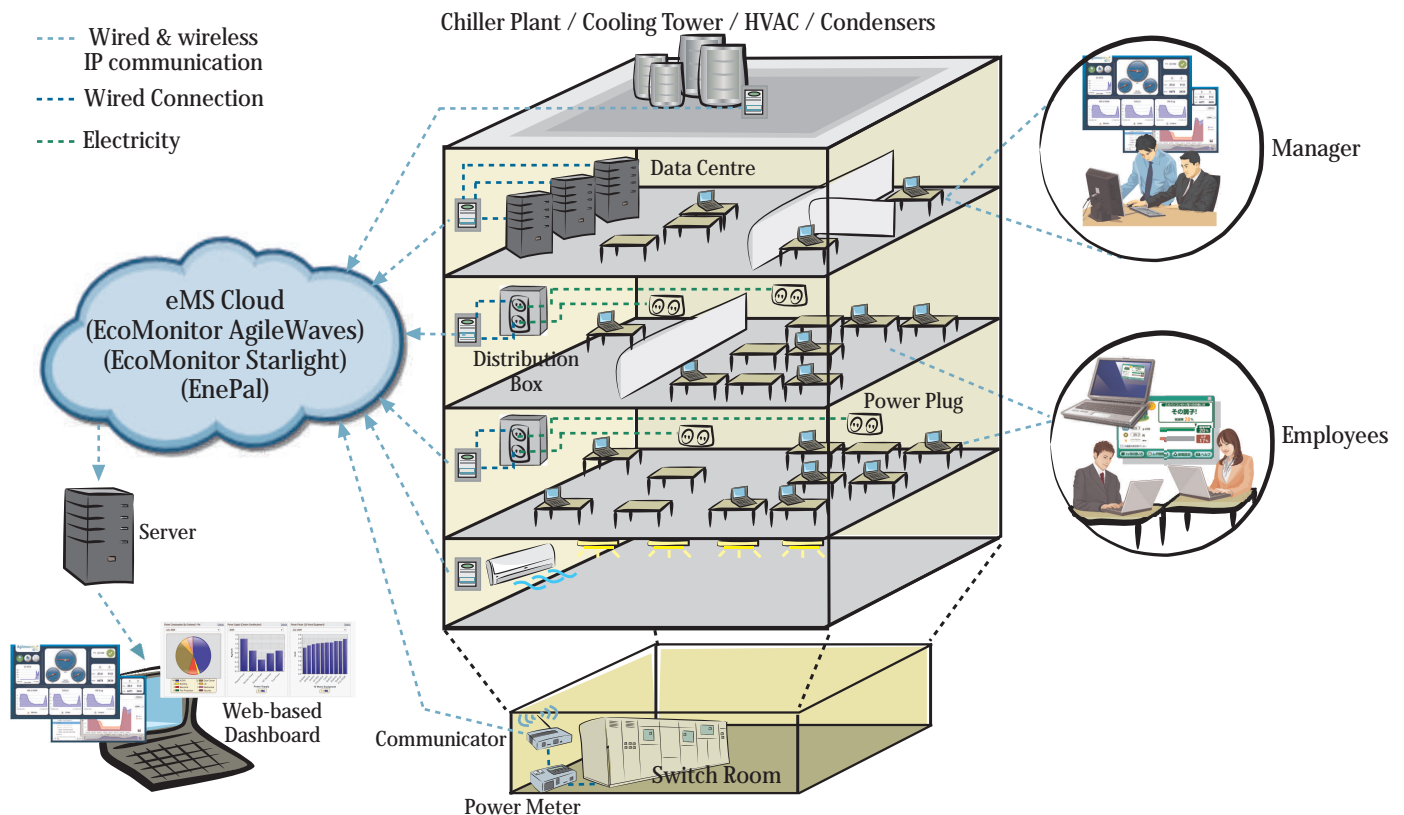 Chiller Plant / Cooling Tower / HVAC / Condensers
Wired & wireless
IP communication
Wired Connection
Electricity
Data Centre
Manager
eMS Cloud
(EcoMonitor AgileWaves)
(EcoMonitor Starlight)
(EnePal)
Distribution
Box
Power Plug
その調子!
Employees
Server
Web-based
Dashboard
Communicator
Switch Room
Power Meter